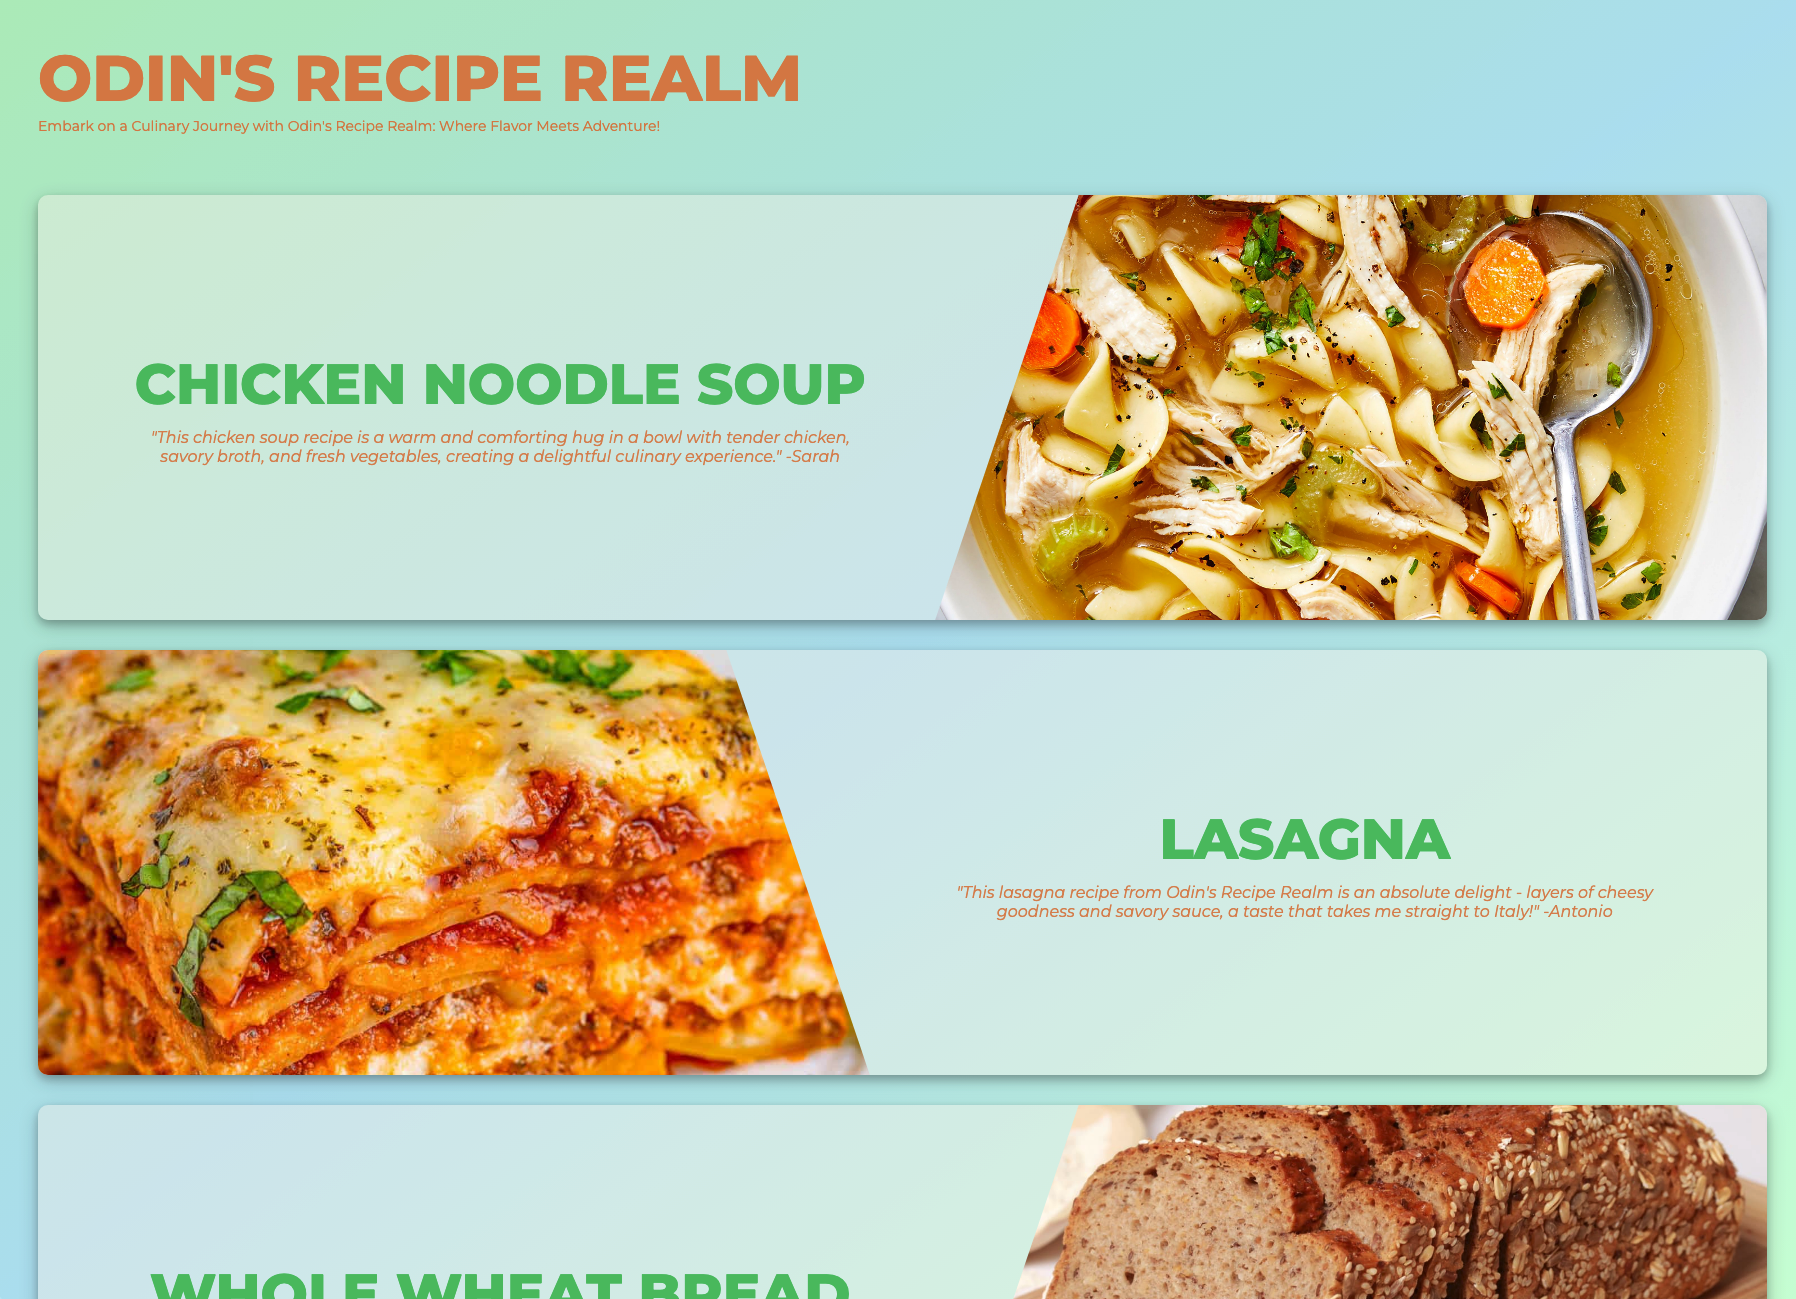 ODIN'S RECIPE REALM
Embark on a Culinary Journey with Odin's Recipe Realm: Where Flavor Meets Adventure!
CHICKEN NOODLE SOUP
"This chicken soup recipe is a warm and comforting hug in a bowl with tender chicken,
savory broth, and fresh vegetables, creating a delightful culinary experience." -Sarah
LASAGNA
"This lasagna recipe from Odin's Recipe Realm is an absolute delight - layers of cheesy
goodness and savory sauce, a taste that takes me straight to Italy!" -Antonio
WHOLE WHEAT BREAD